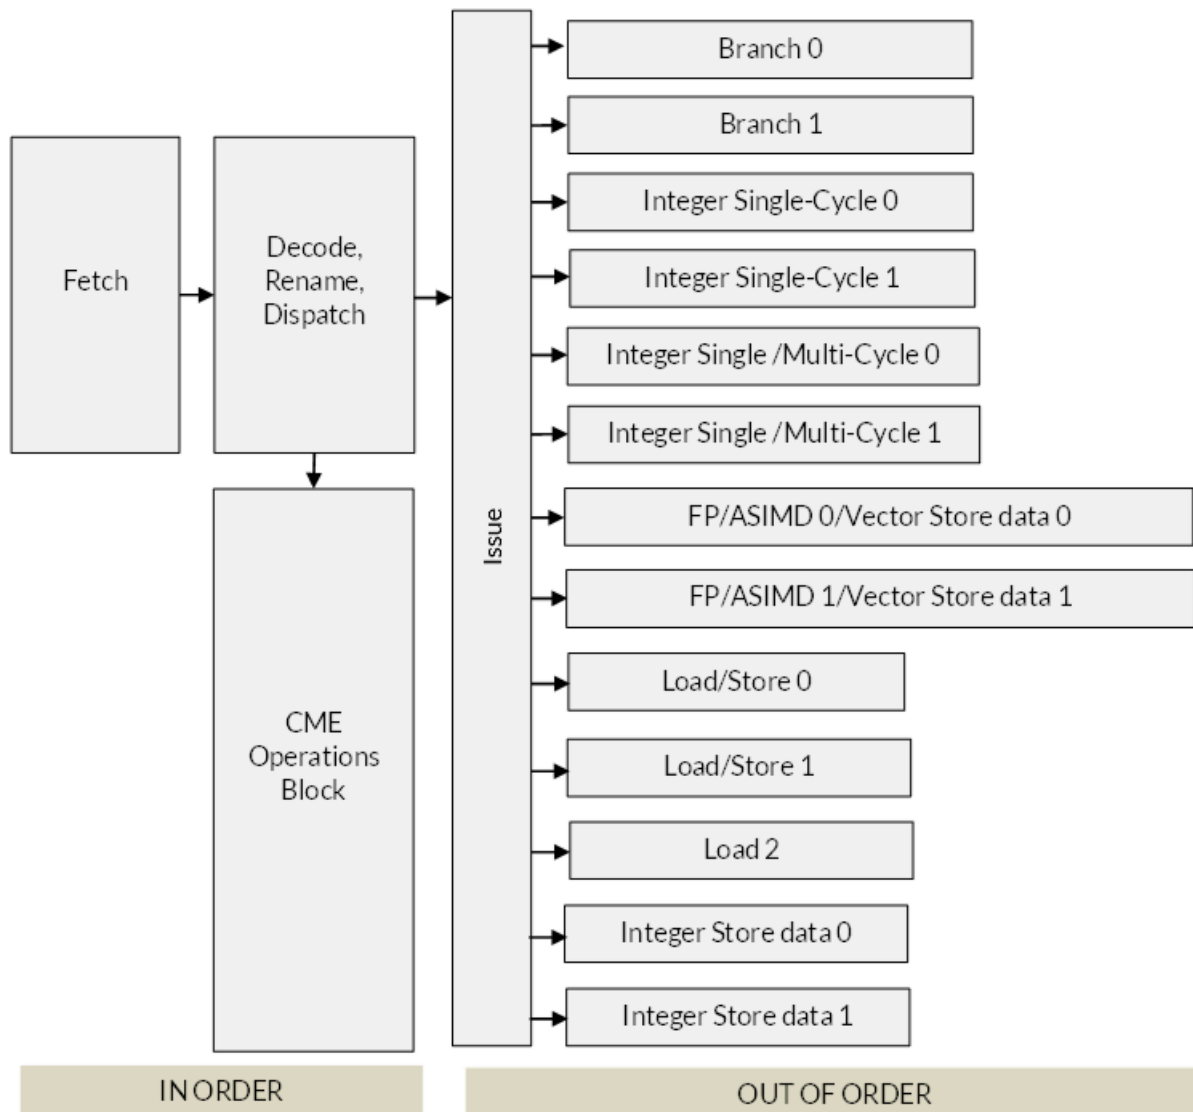 Fetch
Decode,
Rename,
Dispatch
CME
Operations
Block
Issue
Branch 0
Branch 1
Integer Single-Cycle 0
Integer Single-Cycle 1
Integer Single /Multi-Cycle 0
Integer Single /Multi-Cycle 1
FP/ASIMD 0/Vector Store data 0
FP/ASIMD 1/Vector Store data 1
Load/Store 0
Load/Store 1
Load 2
Integer Store data 0
Integer Store data 1
IN ORDER
OUT OF ORDER